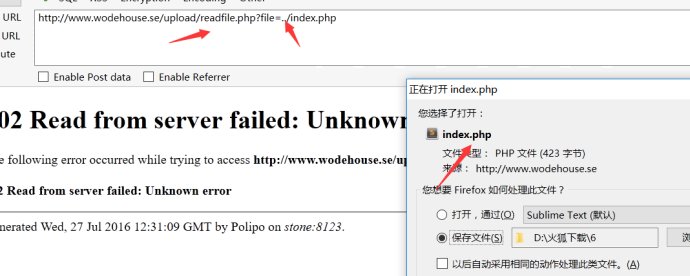 SQL XSS Encryption Encoding Other
URL http://www.wodehouse.se/upload/readfile.php?file=../index.php
URL
ute
Enable Post data Enable Referrer
02 Read from server failed: Unknown
e following error occurred while trying to access http://www.wodehouse.se/up
2 Read from server failed: Unknown error
nerated Wed, 27 Jul 2016 12:31:09 GMT by Polipo on stone:8123.
正在打开 index.php
您选择了打开：
index.php
文件类型： PHP 文件 (423 字节)
来源： http://www.wodehouse.se
您想要 Firefox 如何处理此文件？
打开，通过(O) Sublime Text (默认)
保存文件(S) D:\火狐下载\6 浏
以后自动采用相同的动作处理此类文件。(A)